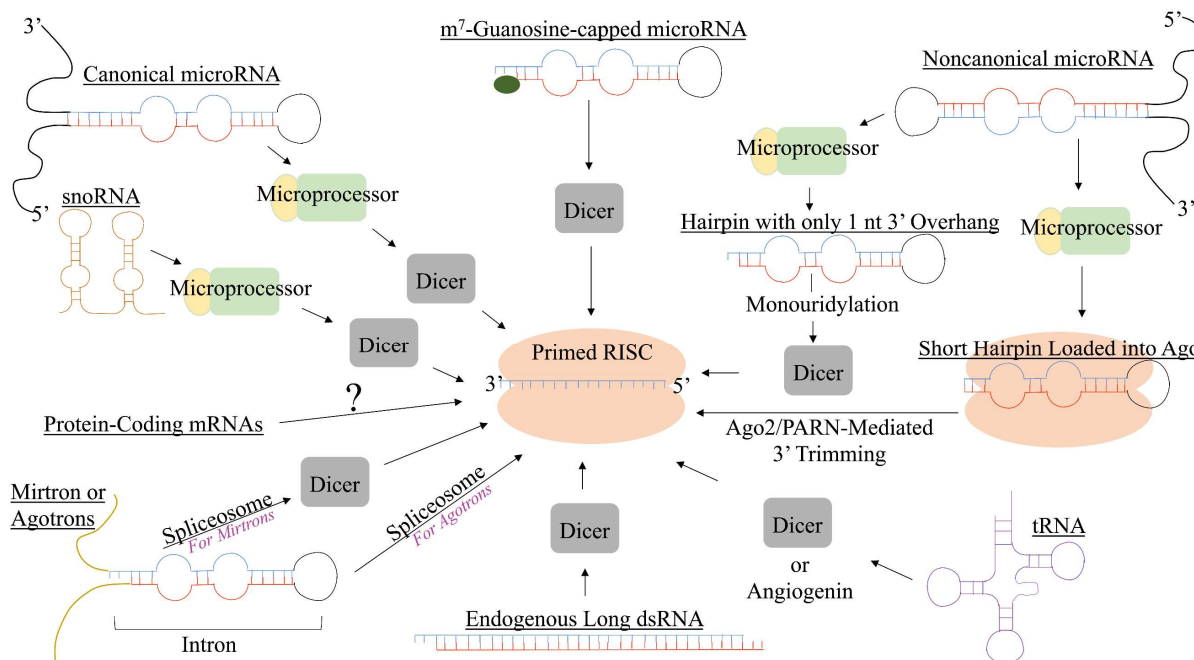 3’
Canonical microRNA
5’
m⁷-Guanosine-capped microRNA
Noncanonical microRNA
5’
3’
snoRNA
Microprocessor
Microprocessor
Dicer
Dicer
Dicer
Microprocessor
Hairpin with only 1 nt 3’ Overhang
Monouridylation
Dicer
Microprocessor
Short Hairpin Loaded into Ago
Primed RISC
3’
5’
?
Protein-Coding mRNAs
Ago2/PARN-Mediated
3’ Trimming
Mirtron or
Agotrons
Spliceosome
For Mirtrons
Dicer
Spliceosome
For Agotrons
Intron
Dicer
Endogenous Long dsRNA
Dicer
or
Angiogenin
tRNA